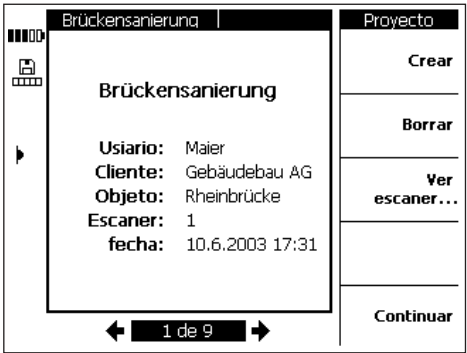 Brückensanierung
Proyecto
Brückensanierung
Usiario: Maier
Cliente: Gebäudebau AG
Objeto: Rheinbrücke
Escaner: 1
fecha: 10.6.2003 17:31
1 de 9
Crear
Borrar
Ver
escaner...
Continuar